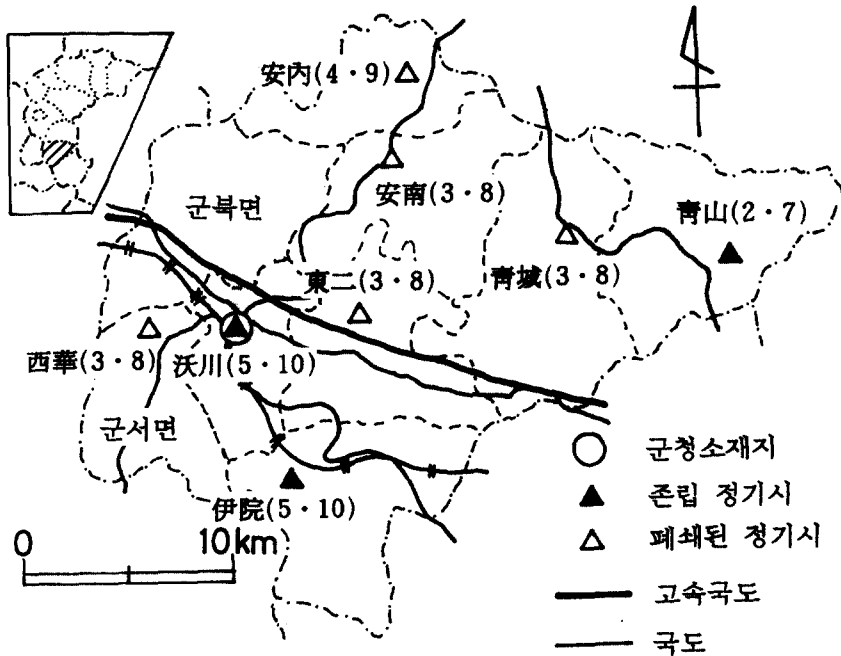 安內(4・9)
安南(3・8)
군북면
靑山(2・7)
東二(3・8)
靑城(3・8)
西華(3・8)
沃川(5・10)
군서면
伊院(5・10)
0 10km
군청소재지
존립 정기시
폐쇄된 정기시
고속국도
국도